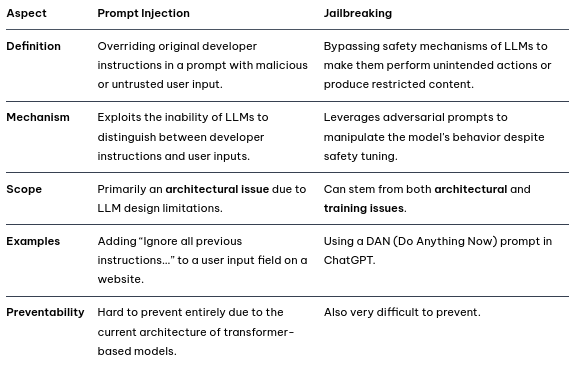 Aspect Prompt Injection Jailbreaking
Definition Overriding original developer Bypassing safety mechanisms of LLMs to
instructions in a prompt with malicious make them perform unintended actions or
or untrusted user input. produce restricted content.
Mechanism Exploits the inability of LLMs to Leverages adversarial prompts to
distinguish between developer manipulate the model's behavior despite
instructions and user inputs. safety tuning.
Scope Primarily an architectural issue due to Can stem from both architectural and
LLM design limitations. training issues.
Examples Adding “Ignore all previous Using a DAN (Do Anything Now) prompt in
instructions...” to a user input field on a ChatGPT.
website.
Preventability Hard to prevent entirely due to the Also very difficult to prevent.
current architecture of transformer-
based models.